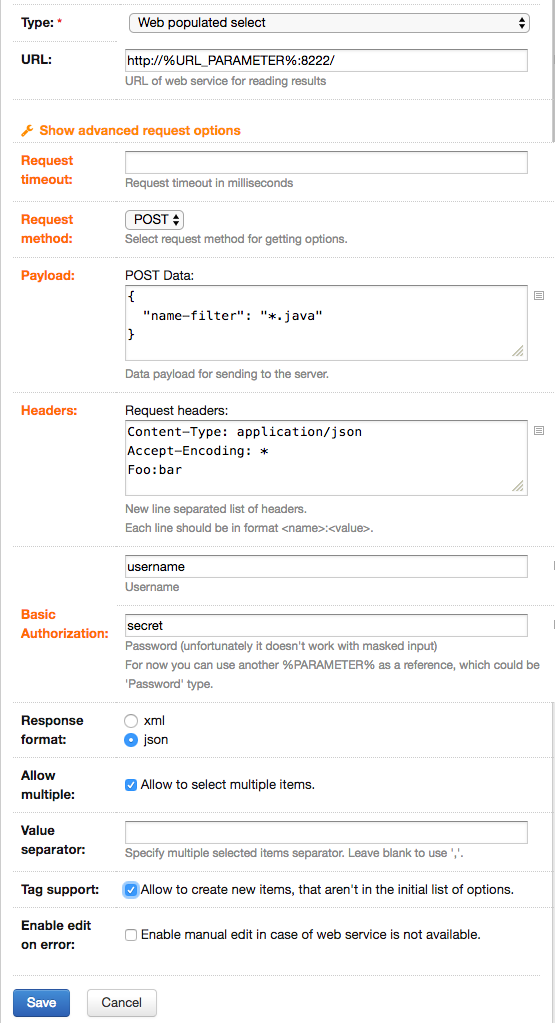 Type: * Web populated select
URL: http://%URL_PARAMETER%:8222/
URL of web service for reading results
Show advanced request options
Request timeout:
Request timeout in milliseconds
Request method: POST
Select request method for getting options.
Payload: POST Data:
{
"name-filter": "*.java"
}
Data payload for sending to the server.
Headers: Request headers:
Content-Type: application/json
Accept-Encoding: *
Foo:bar
New line separated list of headers.
Each line should be in format <name>:<value>.
username
Username
Basic Authorization:
secret
Password (unfortunately it doesn't work with masked input)
For now you can use another %PARAMETER% as a reference, which could be
'Password' type.
Response format:
xml
json
Allow multiple:
Allow to select multiple items.
Value separator:
Specify multiple selected items separator. Leave blank to use ','.
Tag support: Allow to create new items, that aren't in the initial list of options.
Enable edit on error:
Enable manual edit in case of web service is not available.
Save Cancel